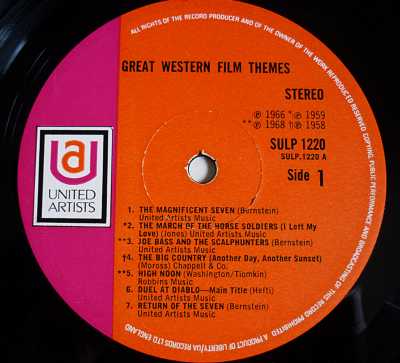 ALL RIGHTS OF THE RECORD PRODUCER AND OF THE OWNER OF THE WORK REPRODUCED RESERVED. COPYING, PUBLIC PERFORMANCE AND BROADCASTING OF THIS RECORD PROHIBITED
GREAT WESTERN FILM THEMES
STEREO
℗ 1966 *℗ 1959
**℗ 1968 †℗ 1958
SULP 1220
SULP.1220 A
Side 1
UA
UNITED
ARTISTS
1. THE MAGNIFICENT SEVEN (Bernstein)
United Artists Music
*2. THE MARCH OF THE HORSE SOLDIERS (I Left My
Love) (Jones) United Artists Music
**3. JOE BASS AND THE SCALPHUNTERS (Bernstein)
United Artists Music
†4. THE BIG COUNTRY (Another Day, Another Sunset)
(Moross) Chappell & Co.
**5. HIGH NOON (Washington/Tiomkin)
Robbins Music
6. DUEL AT DIABLO—Main Title (Hefti)
United Artists Music
7. RETURN OF THE SEVEN (Bernstein)
United Artists Music
A PRODUCT OF LIBERTY/UA RECORDS LTD ENGLAND